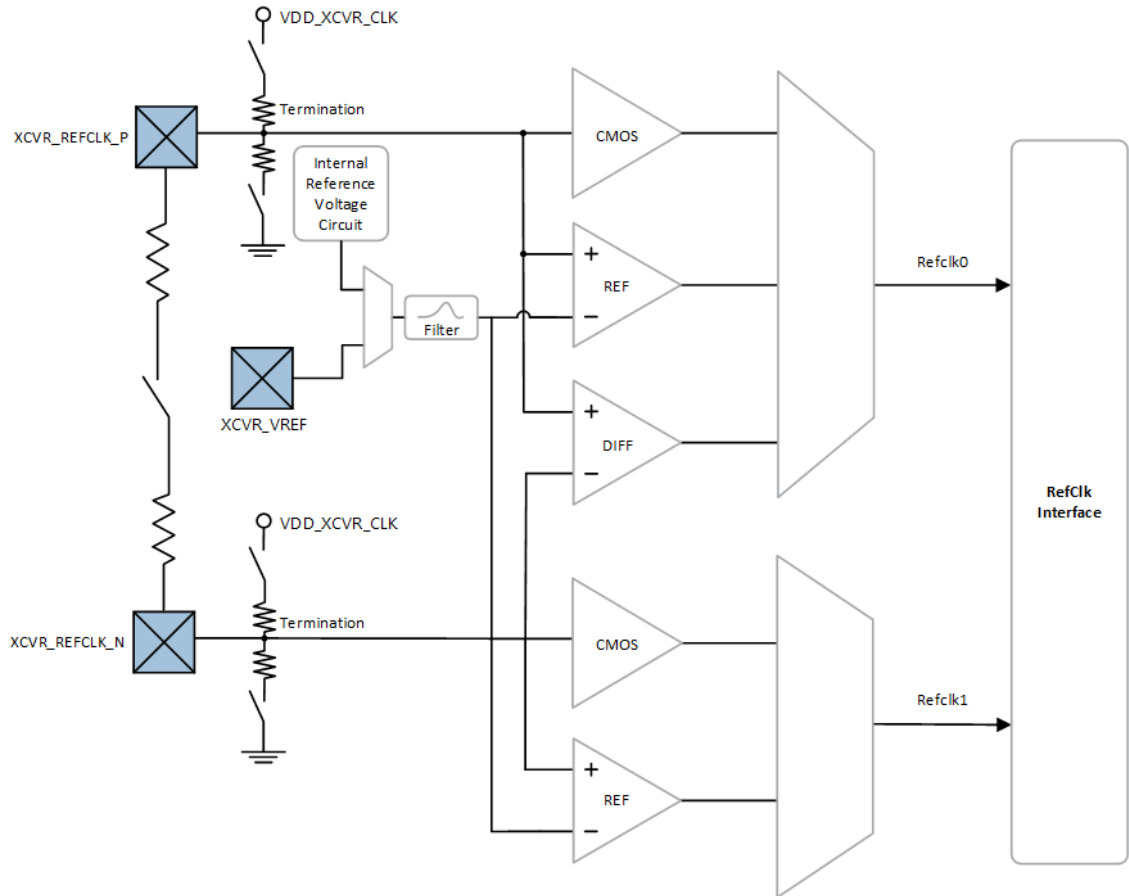 VDD_XCVR_CLK
Termination
XCVR_REFCLK_P
CMOS
Internal
Reference
Voltage
Circuit
+
REF
−
Refclk0
Filter
XCVR_VREF
+
DIFF
−
RefClk
Interface
VDD_XCVR_CLK
Termination
XCVR_REFCLK_N
CMOS
Refclk1
+
REF
−